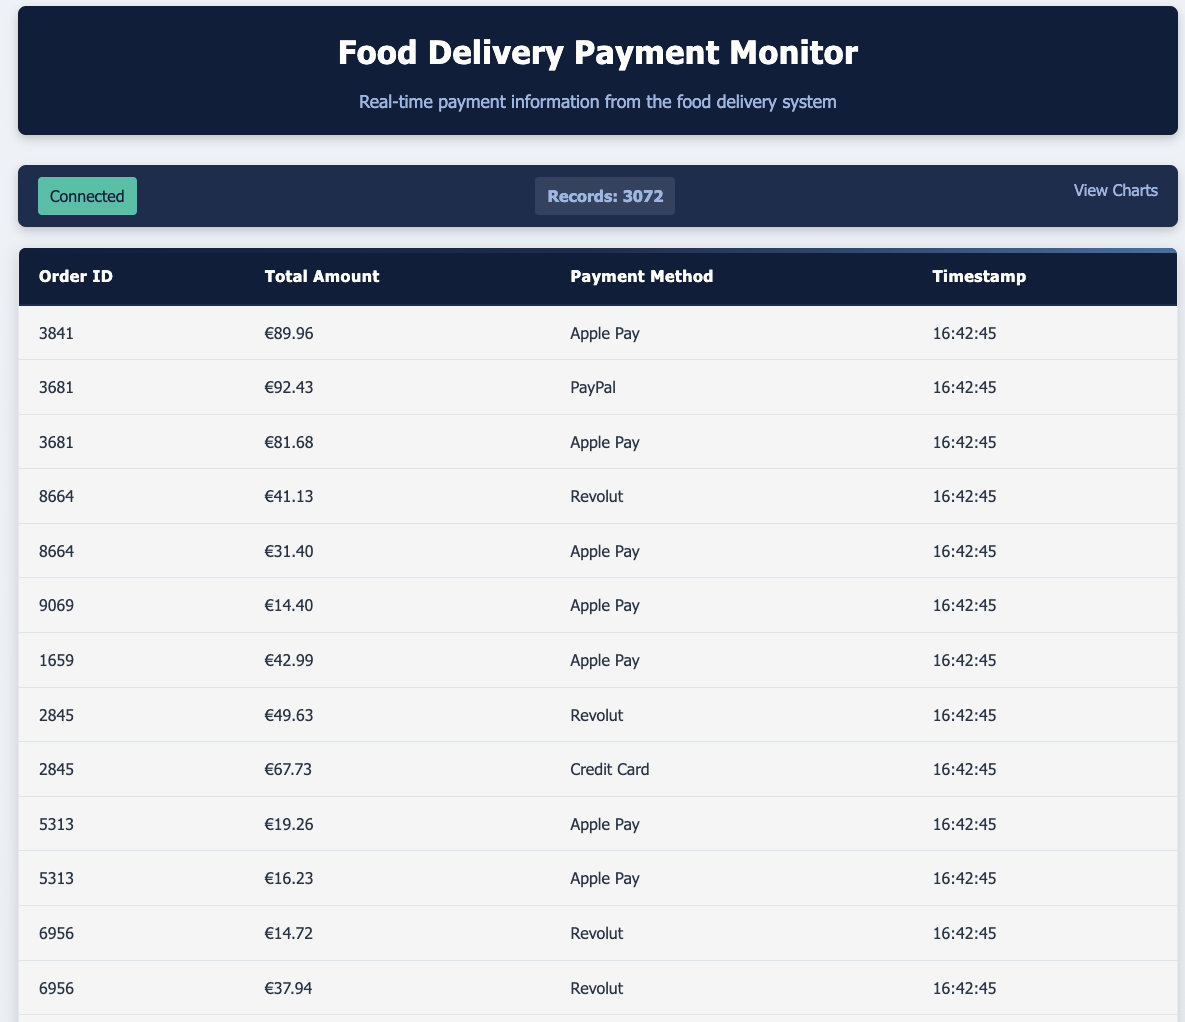 Food Delivery Payment Monitor
Real-time payment information from the food delivery system
Connected Records: 3072 View Charts
Order ID Total Amount Payment Method Timestamp
3841 €89.96 Apple Pay 16:42:45
3681 €92.43 PayPal 16:42:45
3681 €81.68 Apple Pay 16:42:45
8664 €41.13 Revolut 16:42:45
8664 €31.40 Apple Pay 16:42:45
9069 €14.40 Apple Pay 16:42:45
1659 €42.99 Apple Pay 16:42:45
2845 €49.63 Revolut 16:42:45
2845 €67.73 Credit Card 16:42:45
5313 €19.26 Apple Pay 16:42:45
5313 €16.23 Apple Pay 16:42:45
6956 €14.72 Revolut 16:42:45
6956 €37.94 Revolut 16:42:45